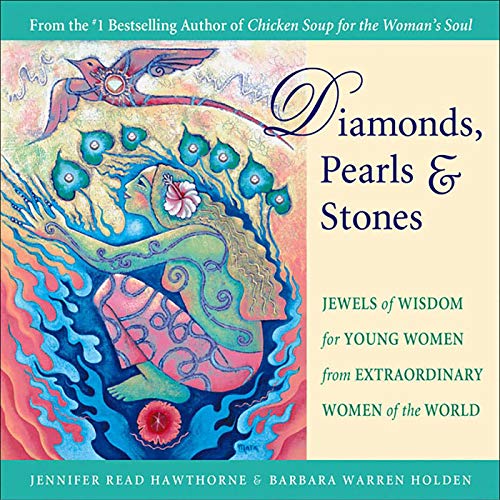 From the #1 Bestselling Author of Chicken Soup for the Woman's Soul
Diamonds,
Pearls &
Stones
JEWELS of WISDOM
for YOUNG WOMEN
from EXTRAORDINARY
WOMEN of the WORLD
MARA
JENNIFER READ HAWTHORNE & BARBARA WARREN HOLDEN